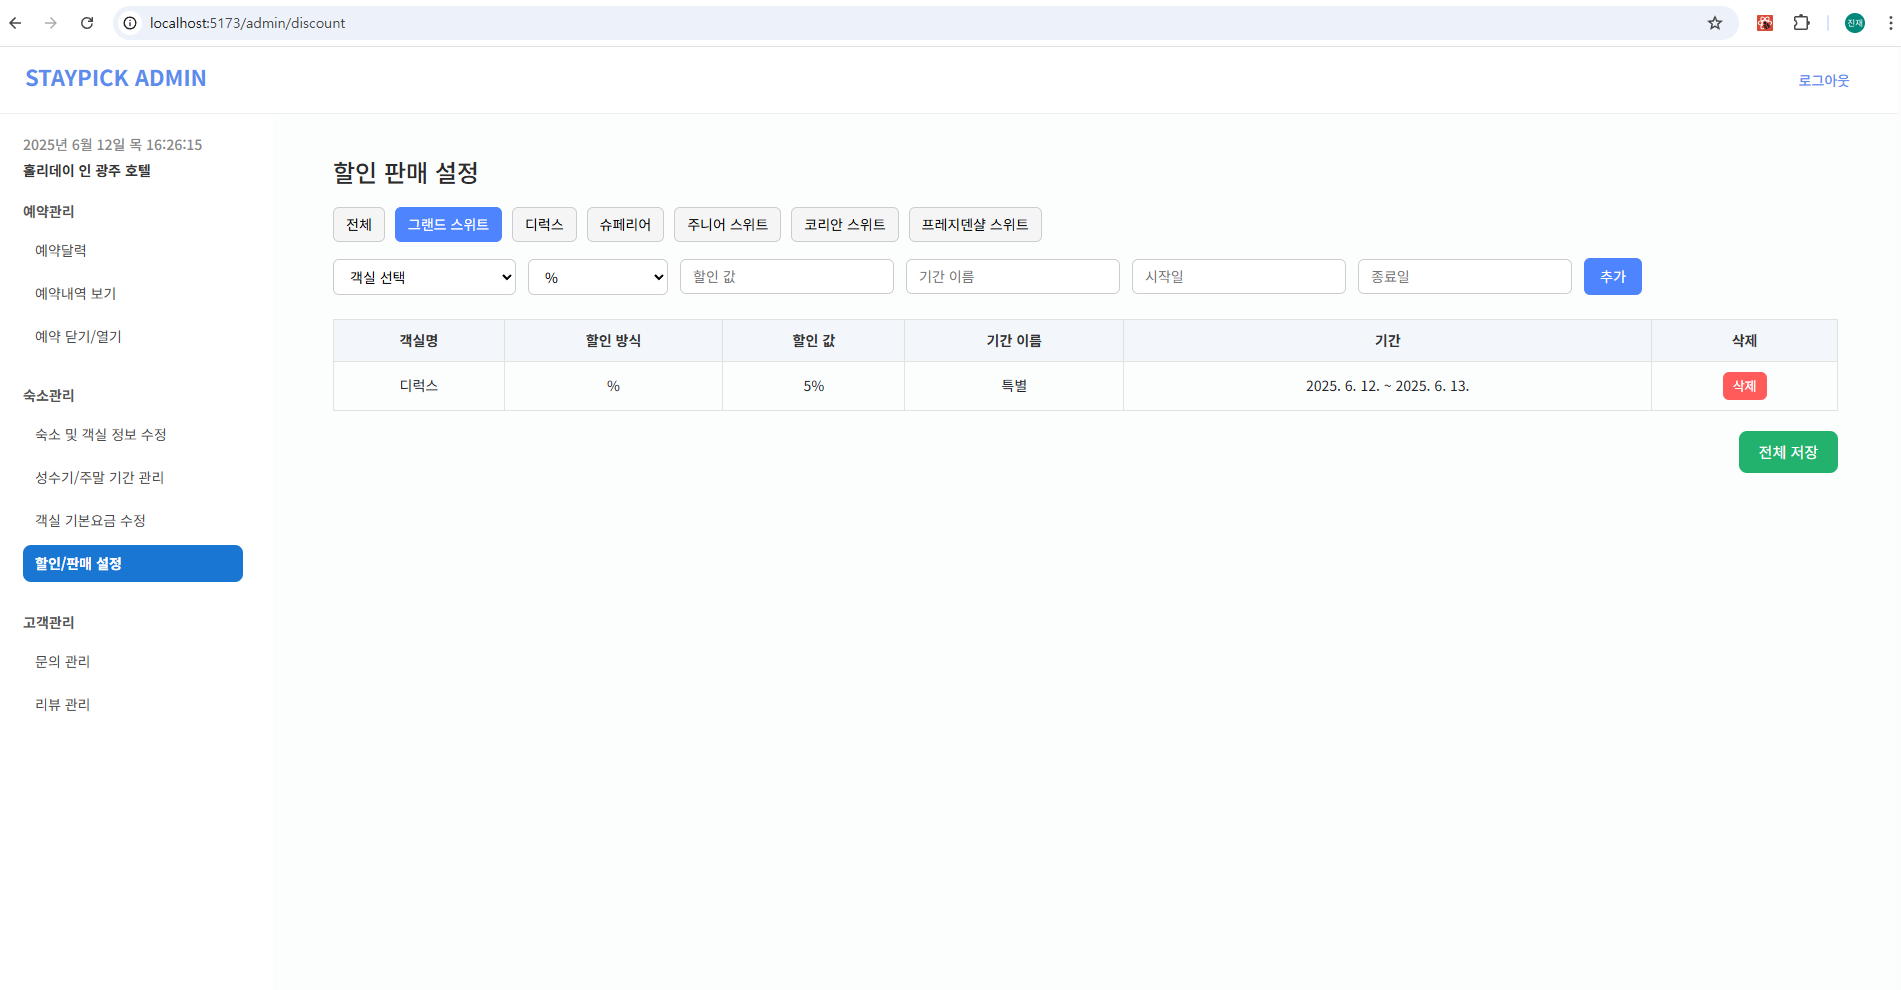 localhost:5173/admin/discount
진재
STAYPICK ADMIN
로그아웃
2025년 6월 12일 목 16:26:15
홀리데이 인 광주 호텔
예약관리
예약달력
예약내역 보기
예약 닫기/열기
숙소관리
숙소 및 객실 정보 수정
성수기/주말 기간 관리
객실 기본요금 수정
할인/판매 설정
고객관리
문의 관리
리뷰 관리
할인 판매 설정
전체 그랜드 스위트 디럭스 슈페리어 주니어 스위트 코리안 스위트 프레지덴샬 스위트
객실 선택 % 할인 값 기간 이름 시작일 종료일 추가
객실명 할인 방식 할인 값 기간 이름 기간 삭제
디럭스 % 5% 특별 2025. 6. 12. ~ 2025. 6. 13. 삭제
전체 저장